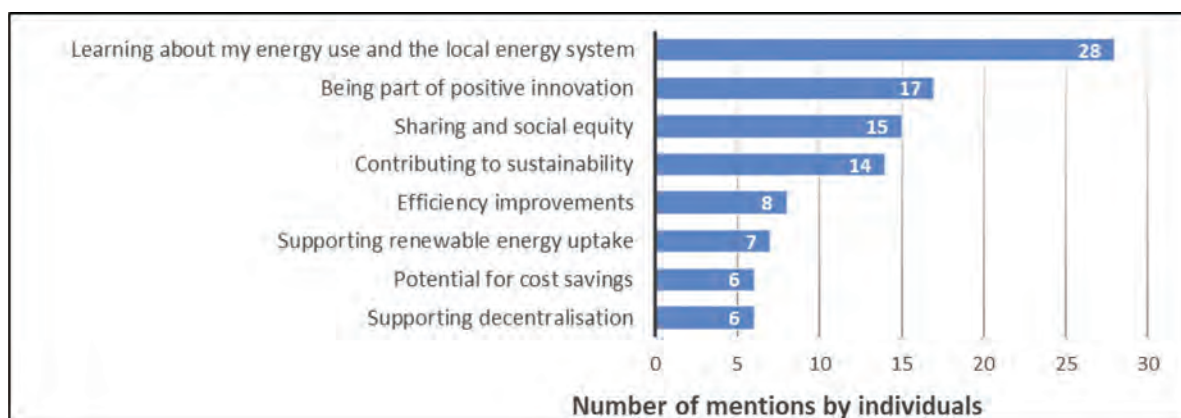 Learning about my energy use and the local energy system 28
Being part of positive innovation 17
Sharing and social equity 15
Contributing to sustainability 14
Efficiency improvements 8
Supporting renewable energy uptake 7
Potential for cost savings 6
Supporting decentralisation 6
0 5 10 15 20 25 30
Number of mentions by individuals